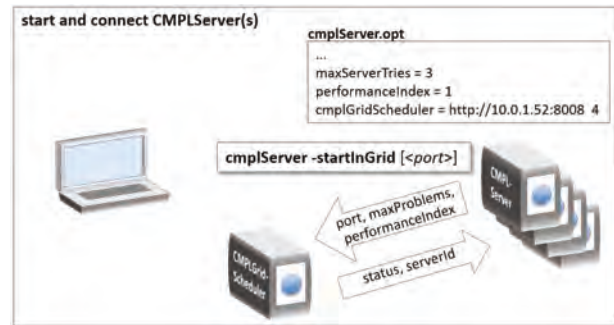 start and connect CMPLServer(s)
cmplServer.opt
...
maxServerTries = 3
performanceIndex = 1
cmplGridScheduler = http://10.0.1.52:8008 4
cmplServer -startInGrid [<port>]
CMPL-
Server
port, maxProblems,
performanceIndex
CMPLGrid-
Scheduler
status, serverId